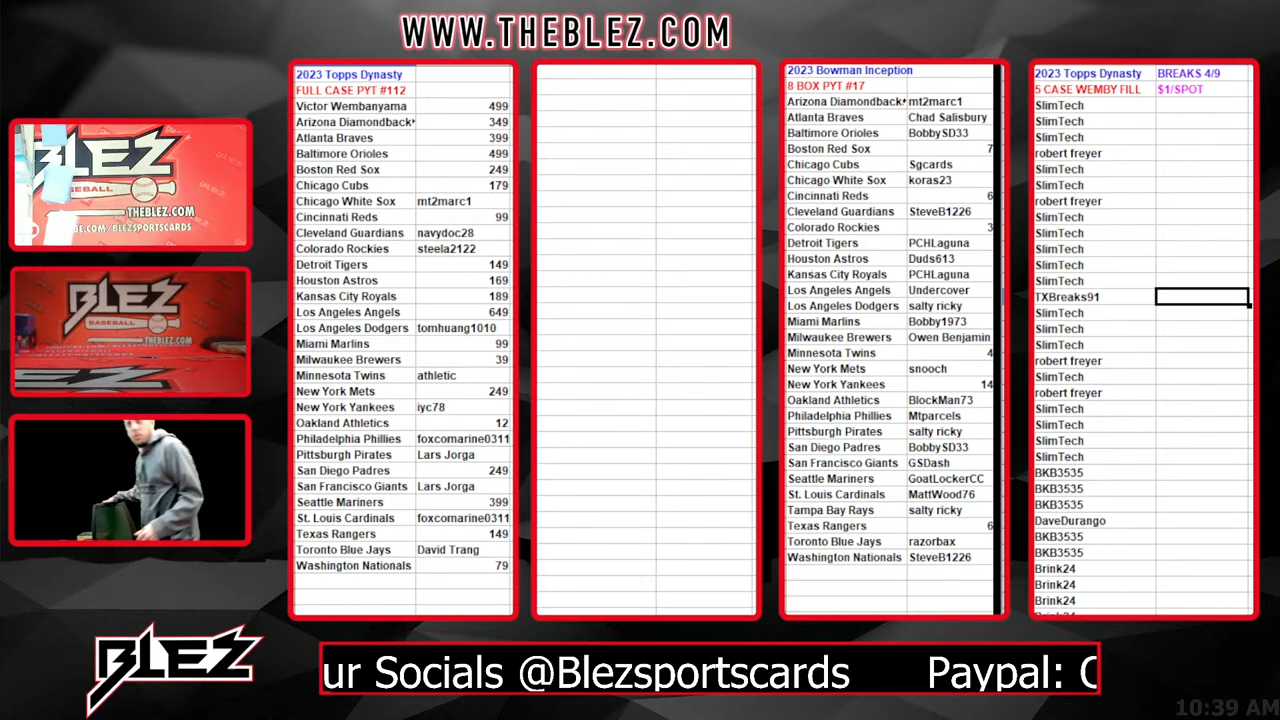 WWW.THEBLEZ.COM
BLEZ
BASEBALL
THEBLEZ.COM
BE.COM/BLEZSPORTSCARDS
BLEZ
BASEBALL
THEBLEZ.COM
2023 Topps Dynasty
FULL CASE PYT #112
Victor Wembanyama 499
Arizona Diamondback 349
Atlanta Braves 399
Baltimore Orioles 499
Boston Red Sox 249
Chicago Cubs 179
Chicago White Sox mt2marc1
Cincinnati Reds 99
Cleveland Guardians navydoc28
Colorado Rockies steela2122
Detroit Tigers 149
Houston Astros 169
Kansas City Royals 189
Los Angeles Angels 649
Los Angeles Dodgers tomhuang1010
Miami Marlins 99
Milwaukee Brewers 39
Minnesota Twins athletic
New York Mets 249
New York Yankees iyc78
Oakland Athletics 12
Philadelphia Phillies foxcomarine0311
Pittsburgh Pirates Lars Jorga
San Diego Padres 249
San Francisco Giants Lars Jorga
Seattle Mariners 399
St. Louis Cardinals foxcomarine0311
Texas Rangers 149
Toronto Blue Jays David Trang
Washington Nationals 79
2023 Bowman Inception
8 BOX PYT #17
Arizona Diamondback mt2marc1
Atlanta Braves Chad Salisbury
Baltimore Orioles BobbySD33
Boston Red Sox 7
Chicago Cubs Sgcards
Chicago White Sox koras23
Cincinnati Reds 6
Cleveland Guardians SteveB1226
Colorado Rockies 3
Detroit Tigers PCHLaguna
Houston Astros Duds613
Kansas City Royals PCHLaguna
Los Angeles Angels Undercover
Los Angeles Dodgers salty ricky
Miami Marlins Bobby1973
Milwaukee Brewers Owen Benjamin
Minnesota Twins 4
New York Mets snooch
New York Yankees 14
Oakland Athletics BlockMan73
Philadelphia Phillies Mtparcels
Pittsburgh Pirates salty ricky
San Diego Padres BobbySD33
San Francisco Giants GSDash
Seattle Mariners GoatLockerCC
St. Louis Cardinals MattWood76
Tampa Bay Rays salty ricky
Texas Rangers 6
Toronto Blue Jays razorbax
Washington Nationals SteveB1226
2023 Topps Dynasty BREAKS 4/9
5 CASE WEMBY FILL $1/SPOT
SlimTech
SlimTech
SlimTech
robert freyer
SlimTech
SlimTech
robert freyer
SlimTech
SlimTech
SlimTech
SlimTech
SlimTech
TXBreaks91
SlimTech
SlimTech
SlimTech
robert freyer
SlimTech
robert freyer
SlimTech
SlimTech
SlimTech
SlimTech
BKB3535
BKB3535
BKB3535
DaveDurango
BKB3535
BKB3535
Brink24
Brink24
Brink24
BLEZ
ur Socials @Blezsportscards Paypal:
10:39 AM